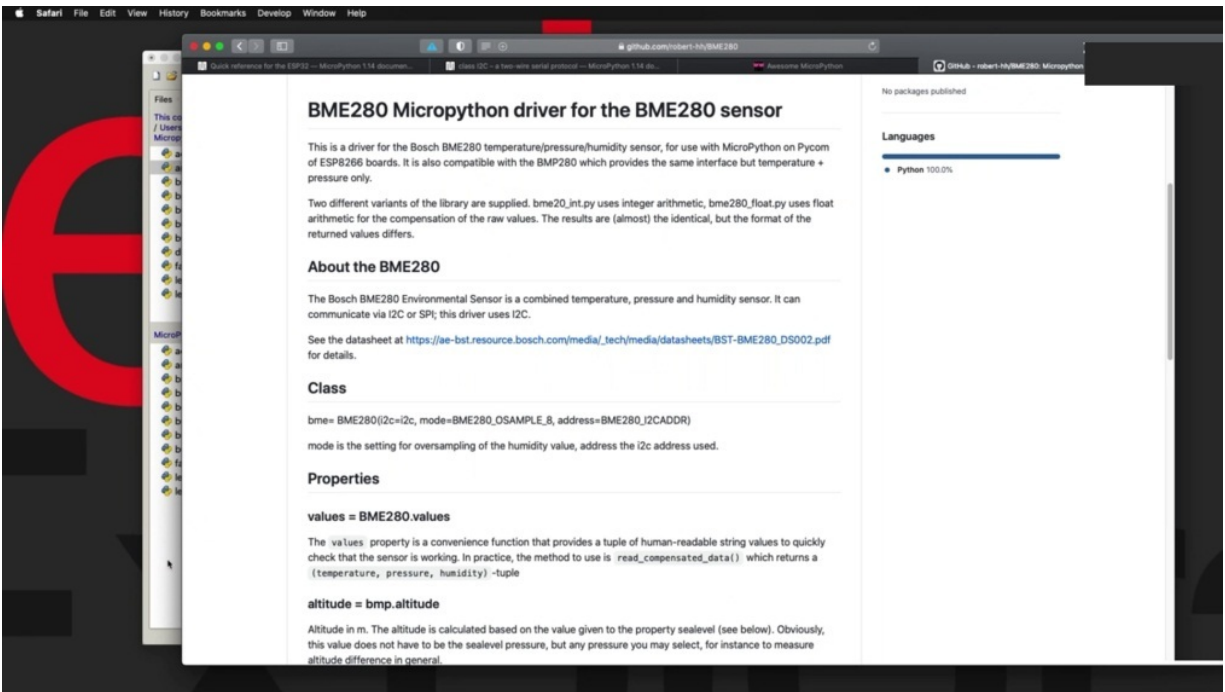 Safari File Edit View History Bookmarks Develop Window Help
github.com/robert-hh/BME280
Quick reference for the ESP32 — MicroPython 1.14 documen...
class I2C – a two-wire serial protocol — MicroPython 1.14 do...
Awesome MicroPython
GitHub - robert-hh/BME280: Micropython
Files
This co
/ Users
Microp
MicroP
BME280 Micropython driver for the BME280 sensor
This is a driver for the Bosch BME280 temperature/pressure/humidity sensor, for use with MicroPython on Pycom
of ESP8266 boards. It is also compatible with the BMP280 which provides the same interface but temperature +
pressure only.
Two different variants of the library are supplied. bme20_int.py uses integer arithmetic, bme280_float.py uses float
arithmetic for the compensation of the raw values. The results are (almost) the identical, but the format of the
returned values differs.
About the BME280
The Bosch BME280 Environmental Sensor is a combined temperature, pressure and humidity sensor. It can
communicate via I2C or SPI; this driver uses I2C.
See the datasheet at https://ae-bst.resource.bosch.com/media/_tech/media/datasheets/BST-BME280_DS002.pdf
for details.
Class
bme= BME280(i2c=i2c, mode=BME280_OSAMPLE_8, address=BME280_I2CADDR)
mode is the setting for oversampling of the humidity value, address the i2c address used.
Properties
values = BME280.values
The values property is a convenience function that provides a tuple of human-readable string values to quickly
check that the sensor is working. In practice, the method to use is read_compensated_data() which returns a
(temperature, pressure, humidity) -tuple
altitude = bmp.altitude
Altitude in m. The altitude is calculated based on the value given to the property sealevel (see below). Obviously,
this value does not have to be the sealevel pressure, but any pressure you may select, for instance to measure
altitude difference in general.
No packages published
Languages
Python 100.0%